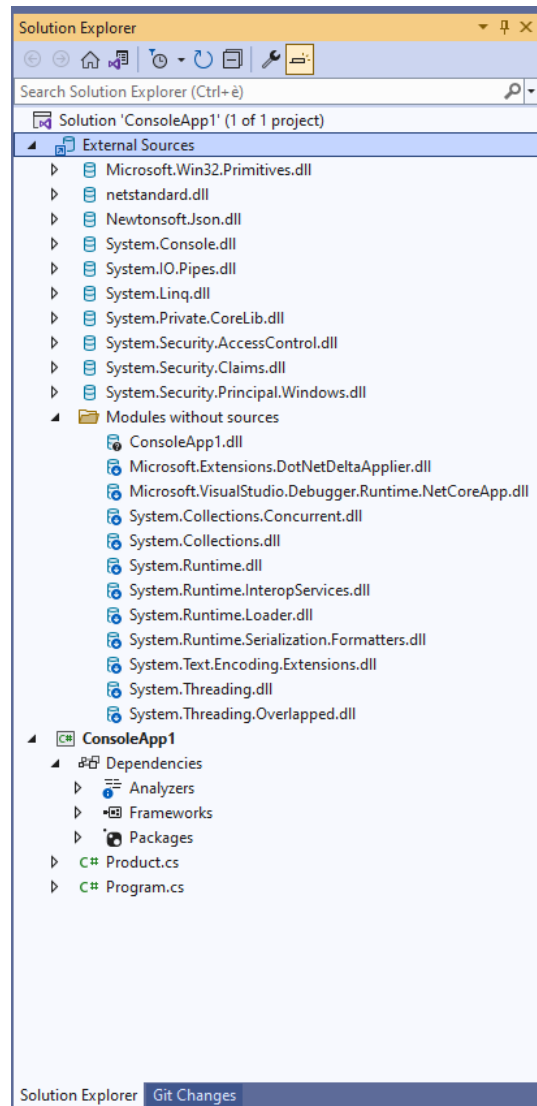 Solution Explorer
Search Solution Explorer (Ctrl+è)
Solution 'ConsoleApp1' (1 of 1 project)
External Sources
Microsoft.Win32.Primitives.dll
netstandard.dll
Newtonsoft.Json.dll
System.Console.dll
System.IO.Pipes.dll
System.Linq.dll
System.Private.CoreLib.dll
System.Security.AccessControl.dll
System.Security.Claims.dll
System.Security.Principal.Windows.dll
Modules without sources
ConsoleApp1.dll
Microsoft.Extensions.DotNetDeltaApplier.dll
Microsoft.VisualStudio.Debugger.Runtime.NetCoreApp.dll
System.Collections.Concurrent.dll
System.Collections.dll
System.Runtime.dll
System.Runtime.InteropServices.dll
System.Runtime.Loader.dll
System.Runtime.Serialization.Formatters.dll
System.Text.Encoding.Extensions.dll
System.Threading.dll
System.Threading.Overlapped.dll
C# ConsoleApp1
Dependencies
Analyzers
Frameworks
Packages
C# Product.cs
C# Program.cs
Solution Explorer Git Changes